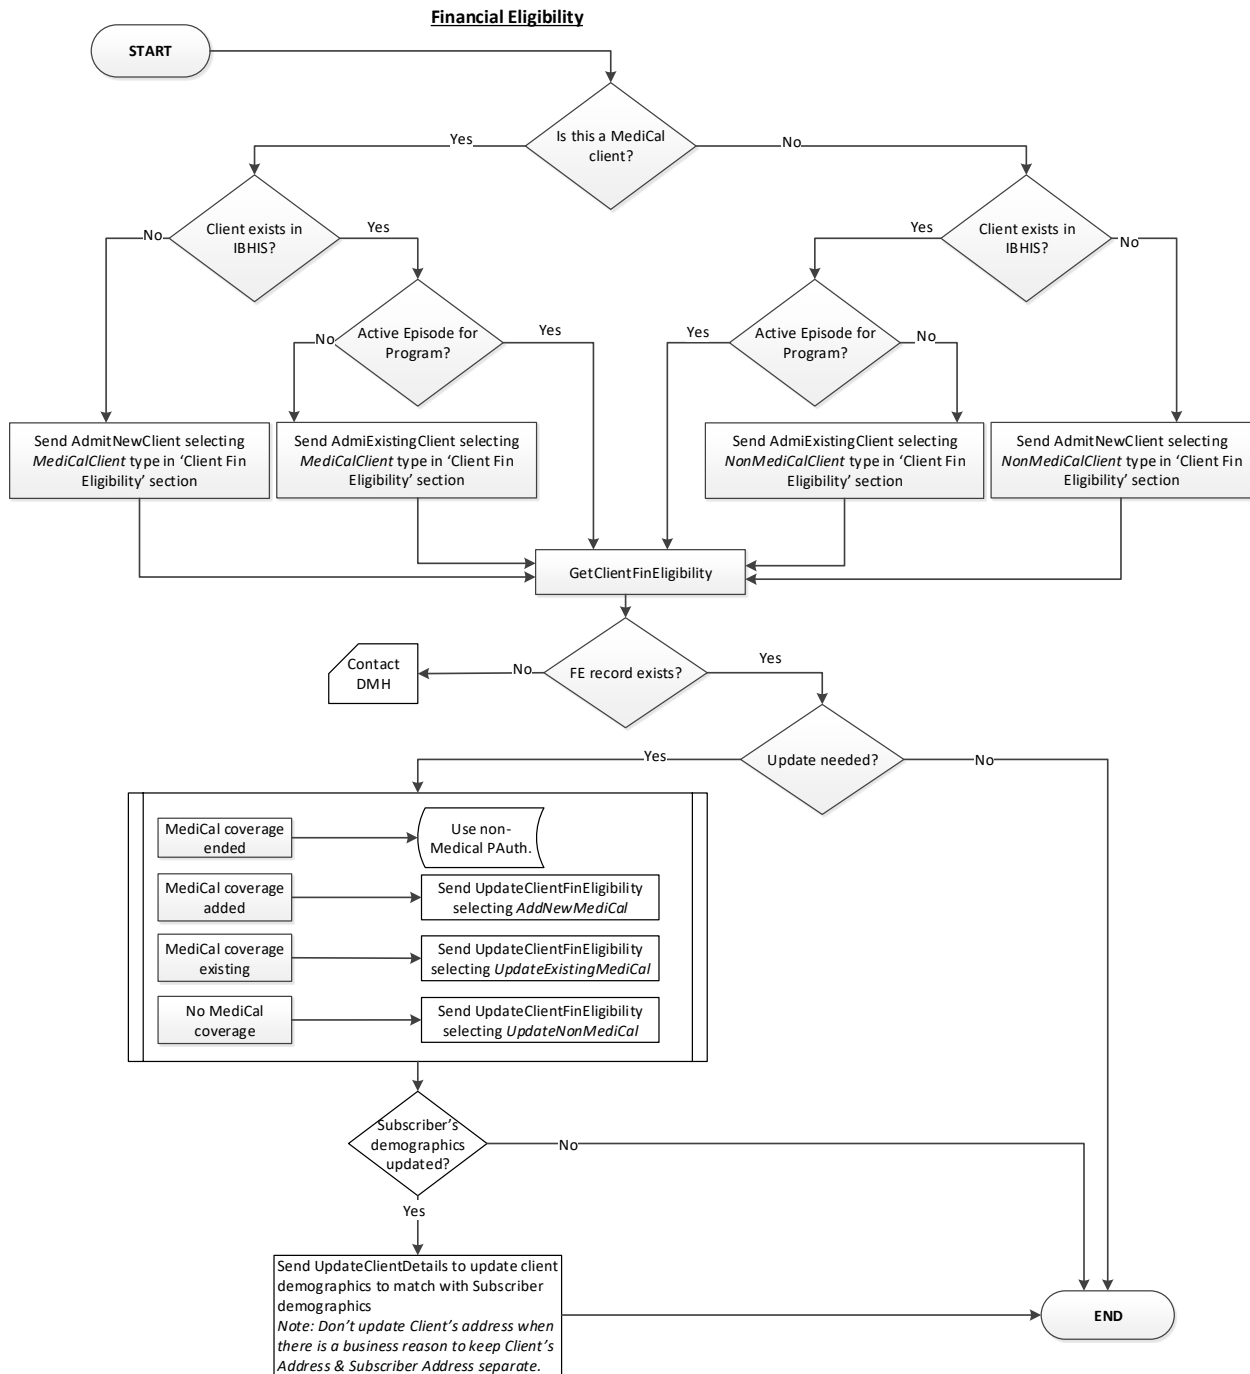 Financial Eligibility
START
Is this a MediCal
client?
Yes
No
Client exists in
IBHIS?
No
Yes
Client exists in
IBHIS?
Yes
No
Active Episode for
Program?
No
Yes
Active Episode for
Program?
Yes
No
Send AdmitNewClient selecting
MediCalClient type in ‘Client Fin
Eligibility’ section
Send AdmiExistingClient selecting
MediCalClient type in ‘Client Fin
Eligibility’ section
Send AdmiExistingClient selecting
NonMediCalClient type in ‘Client Fin
Eligibility’ section
Send AdmitNewClient selecting
NonMediCalClient type in ‘Client Fin
Eligibility’ section
GetClientFinEligibility
FE record exists?
No
Yes
Contact
DMH
Update needed?
Yes
No
MediCal coverage
ended
Use non-
Medical PAuth.
MediCal coverage
added
Send UpdateClientFinEligibility
selecting AddNewMediCal
MediCal coverage
existing
Send UpdateClientFinEligibility
selecting UpdateExistingMediCal
No MediCal
coverage
Send UpdateClientFinEligibility
selecting UpdateNonMediCal
Subscriber’s
demographics
updated?
No
Yes
Send UpdateClientDetails to update client
demographics to match with Subscriber
demographics
Note: Don’t update Client’s address when
there is a business reason to keep Client’s
Address & Subscriber Address separate.
END